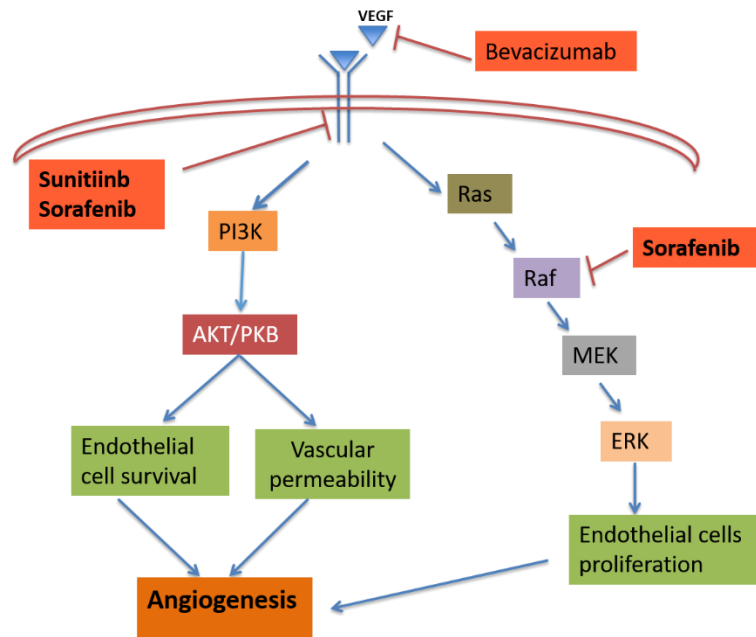 VEGF
Bevacizumab
Sunitiinb
Sorafenib
Ras
PI3K
Sorafenib
Raf
AKT/PKB
MEK
Endothelial
cell survival
Vascular
permeability
ERK
Endothelial cells
proliferation
Angiogenesis